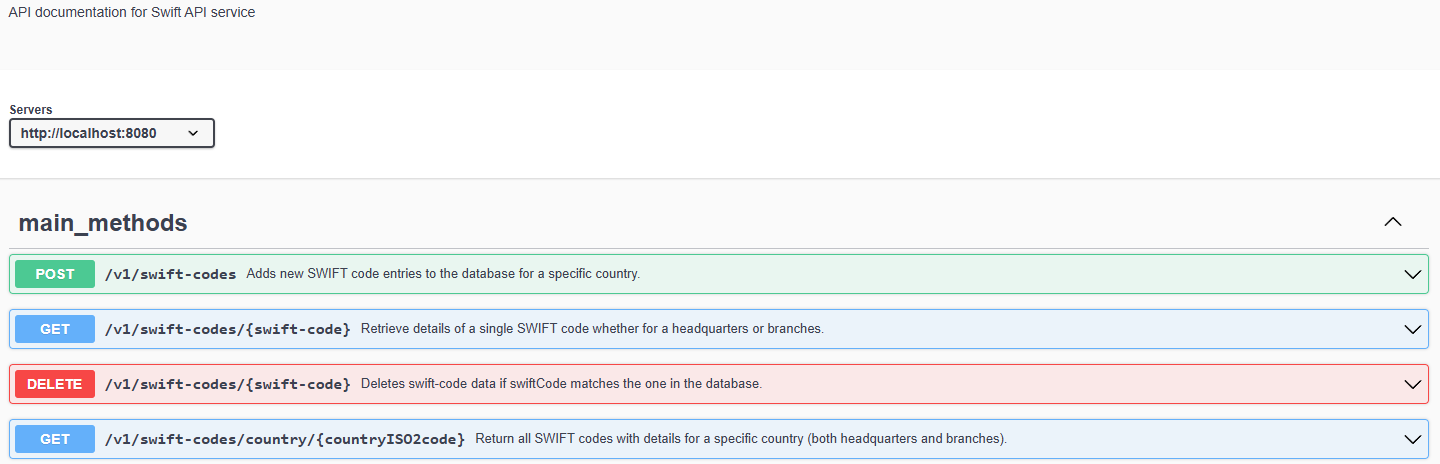 API documentation for Swift API service
Servers
http://localhost:8080
main_methods
POST /v1/swift-codes Adds new SWIFT code entries to the database for a specific country.
GET /v1/swift-codes/{swift-code} Retrieve details of a single SWIFT code whether for a headquarters or branches.
DELETE /v1/swift-codes/{swift-code} Deletes swift-code data if swiftCode matches the one in the database.
GET /v1/swift-codes/country/{countryISO2code} Return all SWIFT codes with details for a specific country (both headquarters and branches).